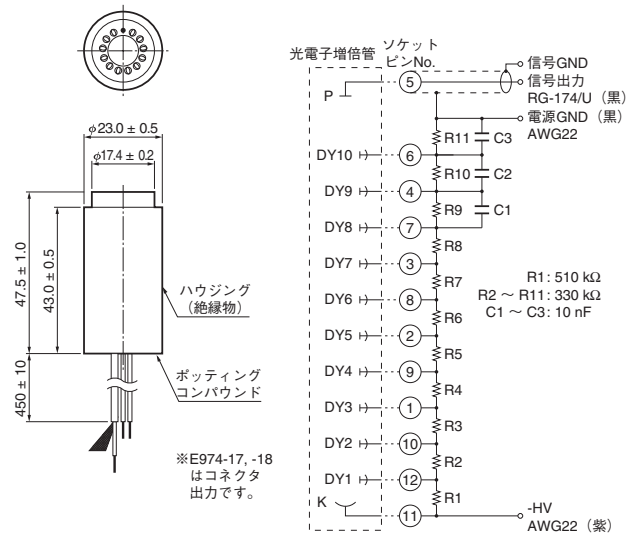 光電子増倍管
ソケット
ピンNo.
信号GND
信号出力
RG-174/U（黒）
電源GND（黒）
AWG22
P
5
R11
C3
DY10
6
R10
C2
DY9
4
R9
C1
DY8
7
R8
DY7
3
R7
DY6
8
R6
DY5
2
R5
DY4
9
R4
DY3
1
R3
DY2
10
R2
DY1
12
R1
K
11
-HV
AWG22（紫）
R1: 510 kΩ
R2 ～ R11: 330 kΩ
C1 ～ C3: 10 nF
φ23.0 ± 0.5
φ17.4 ± 0.2
47.5 ± 1.0
43.0 ± 0.5
450 ± 10
ハウジング
（絶縁物）
ポッティング
コンパウンド
※E974-17, -18
はコネクタ
出力です。